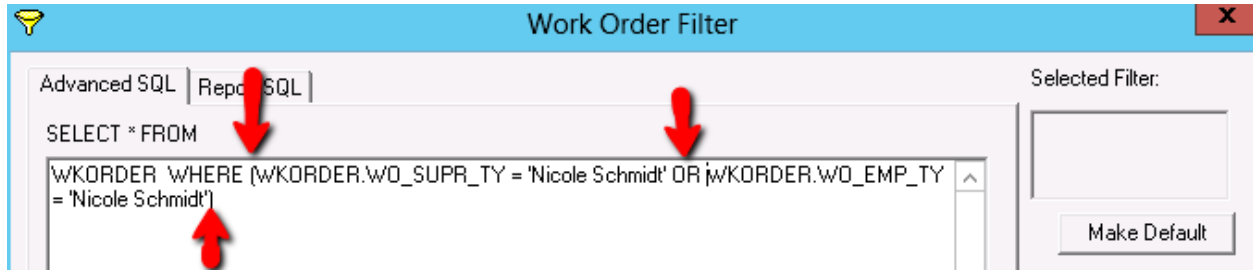 Work Order Filter
x
Advanced SQL
Report SQL
Selected Filter:
SELECT * FROM
WKORDER WHERE (WKORDER.WO_SUPR_TY = 'Nicole Schmidt' OR WKORDER.WO_EMP_TY
= 'Nicole Schmidt')
Make Default